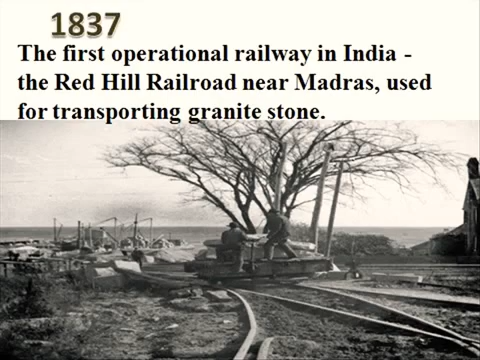 1837
The first operational railway in India -
the Red Hill Railroad near Madras, used
for transporting granite stone.